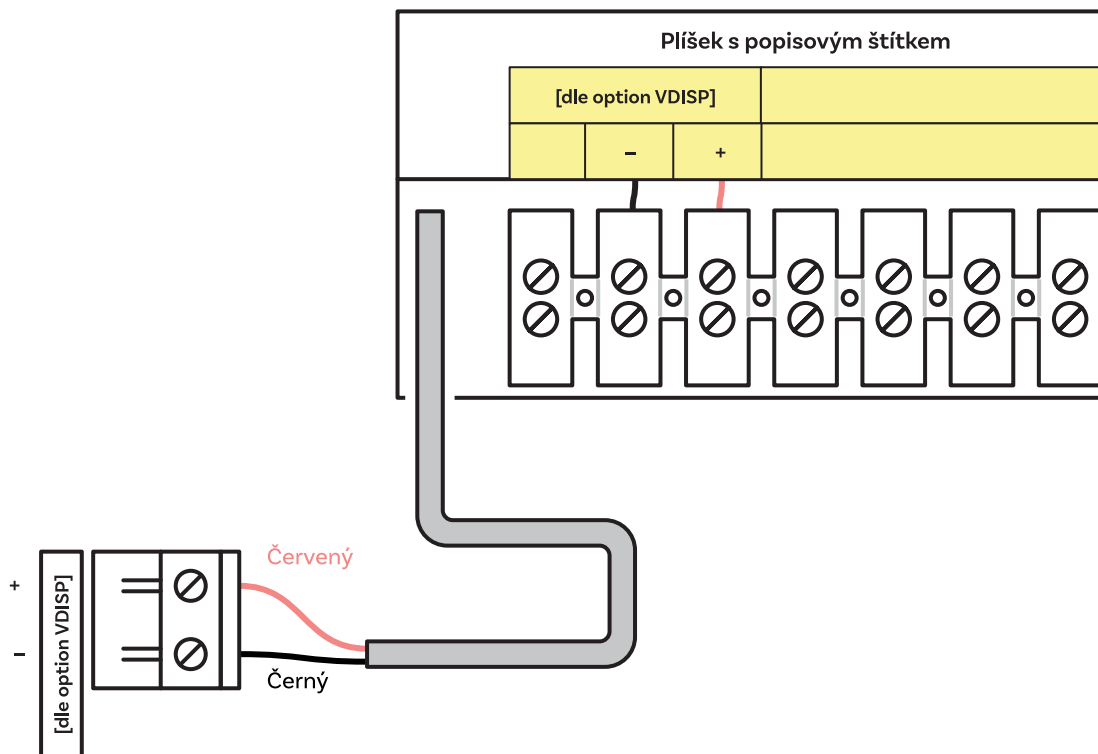 Plíšek s popisovým štítkem
[dle option VDISP]
– +
Červený
+
[dle option VDISP]
–
Černý